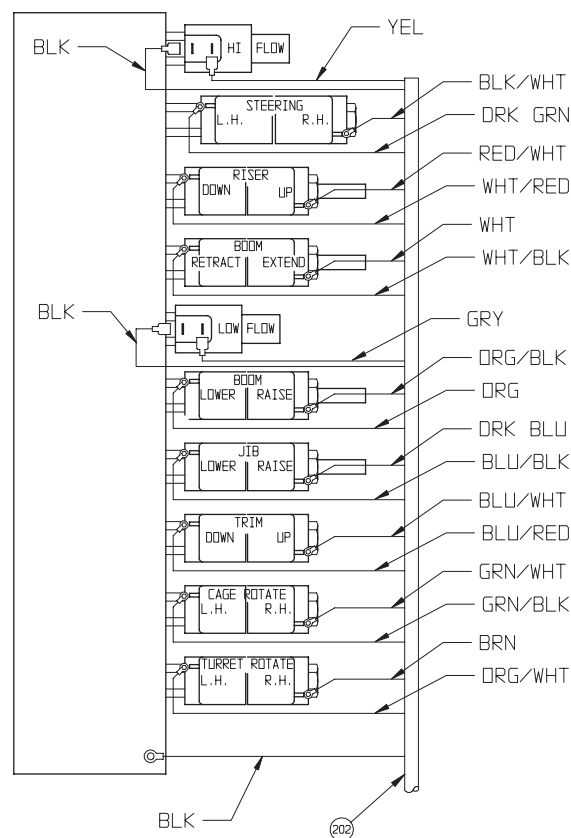 BLK
HI FLOW
YEL
STEERING
L.H. R.H.
BLK/WHT
DRK GRN
RISER
DOWN UP
RED/WHT
WHT/RED
BOOM
RETRACT EXTEND
WHT
WHT/BLK
BLK
LOW FLOW
GRY
BOOM
LOWER RAISE
ORG/BLK
ORG
JIB
LOWER RAISE
DRK BLU
BLU/BLK
TRIM
DOWN UP
BLU/WHT
BLU/RED
CAGE ROTATE
L.H. R.H.
GRN/WHT
GRN/BLK
TURRET ROTATE
L.H. R.H.
BRN
ORG/WHT
BLK
202